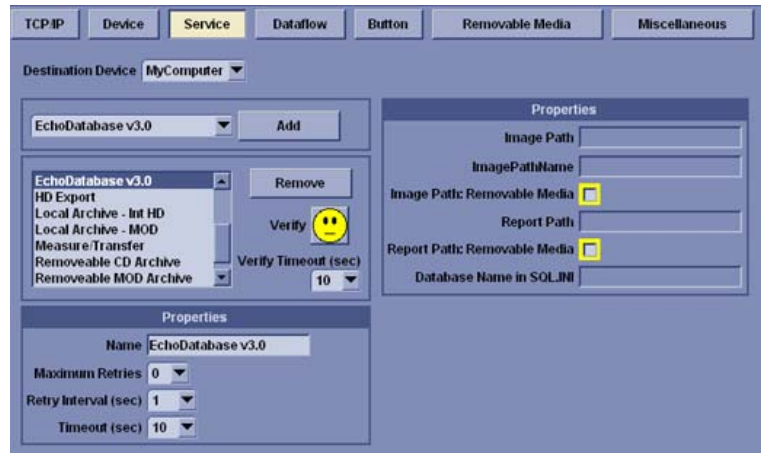 TCP/IP Device Service Dataflow Button Removable Media Miscellaneous
Destination Device MyComputer
EchoDatabase v3.0 Add
EchoDatabase v3.0
HD Export
Local Archive - Int HD
Local Archive - MOD
Measure/Transfer
Removeable CD Archive
Removeable MOD Archive
Remove
Verify
Verify Timeout (sec)
10
Properties
Name EchoDatabase v3.0
Maximum Retries 0
Retry Interval (sec) 1
Timeout (sec) 10
Properties
Image Path
ImagePathName
Image Path: Removable Media
Report Path
Report Path: Removable Media
Database Name in SQL.INI